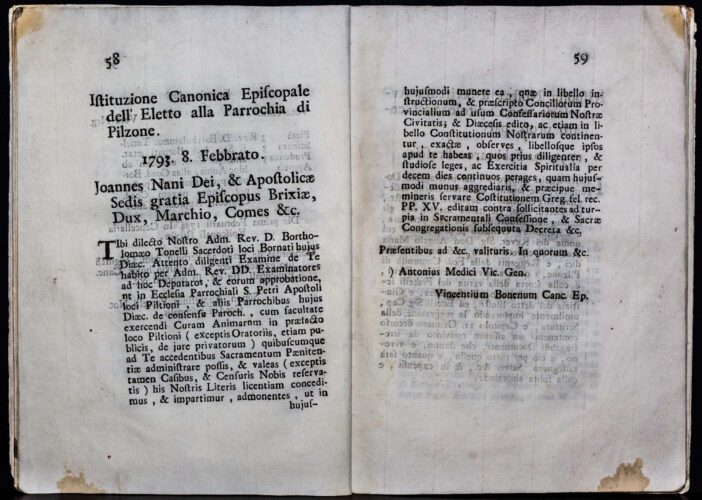 58
Istituzione Canonica Episcopale
dell' Eletto alla Parrochia di
Pilzone.
1793. 8. Febbrato.
Joannes Nani Dei, & Apostolicæ
Sedis gratia Episcopus Brixiæ,
Dux, Marchio, Comes &c.
Tibi dilecto Nostro Adm. Rev. D. Bortho-
lomæo Tonelli Sacerdoti loci Bornati hujus
Diæc. Attento diligenti Examine de Te
habito per Adm. Rev. DD. Examinatores
ad hoc Deputatos, & eorum approbatione,
ut in Ecclesia Parrochiali S. Petri Apostoli
loci Piltioni & aliis Parrochibus hujus
Diæc. de consensu Paroch., cum facultate
exercendi Curam Animarum in præfacto
loco Piltioni ( exceptis Oratoriis, etiam pu-
blicis, de jure privatorum ) quibuscumque
ad Te accedentibus Sacramentum Pæniten-
tiæ administrare possis, & valeas ( exceptis
tamen Casibus, & Censuris Nobis reserva-
tis ) his Nostris Literis licentiam concedi-
mus, & impartimur, admonentes, ut in
hujus-
59
hujusmodi munere ea, quæ in libello in-
structionum, & præscripto Conciliorum Pro-
vincialium ad usum Confessariorum Nostræ
Civitatis; & Diæcesis edito, ac etiam in li-
bello Constitutionum Nostrarum continen-
tur, exactæ, observes, libellosque ipsos
apud te habeas, quos prius diligenter, &
studiose leges, ac Exercitia Spiritualia per
decem dies continuos perages, quam hujus-
modi munus aggrediaris, & præcipue me-
mineris servare Costitutionem Greg. fel. rec.
PP. XV. editam contra sollicitantes ad tur-
pia in Sacramentali Confessione, & Sacræ
Congregationis subsequuta Decreta &c.
Præsentibus ad &c. valituris. In quorum &c.
) Antonius Medici Vic. Gen.
Vincentium Bonenum Canc. Ep.